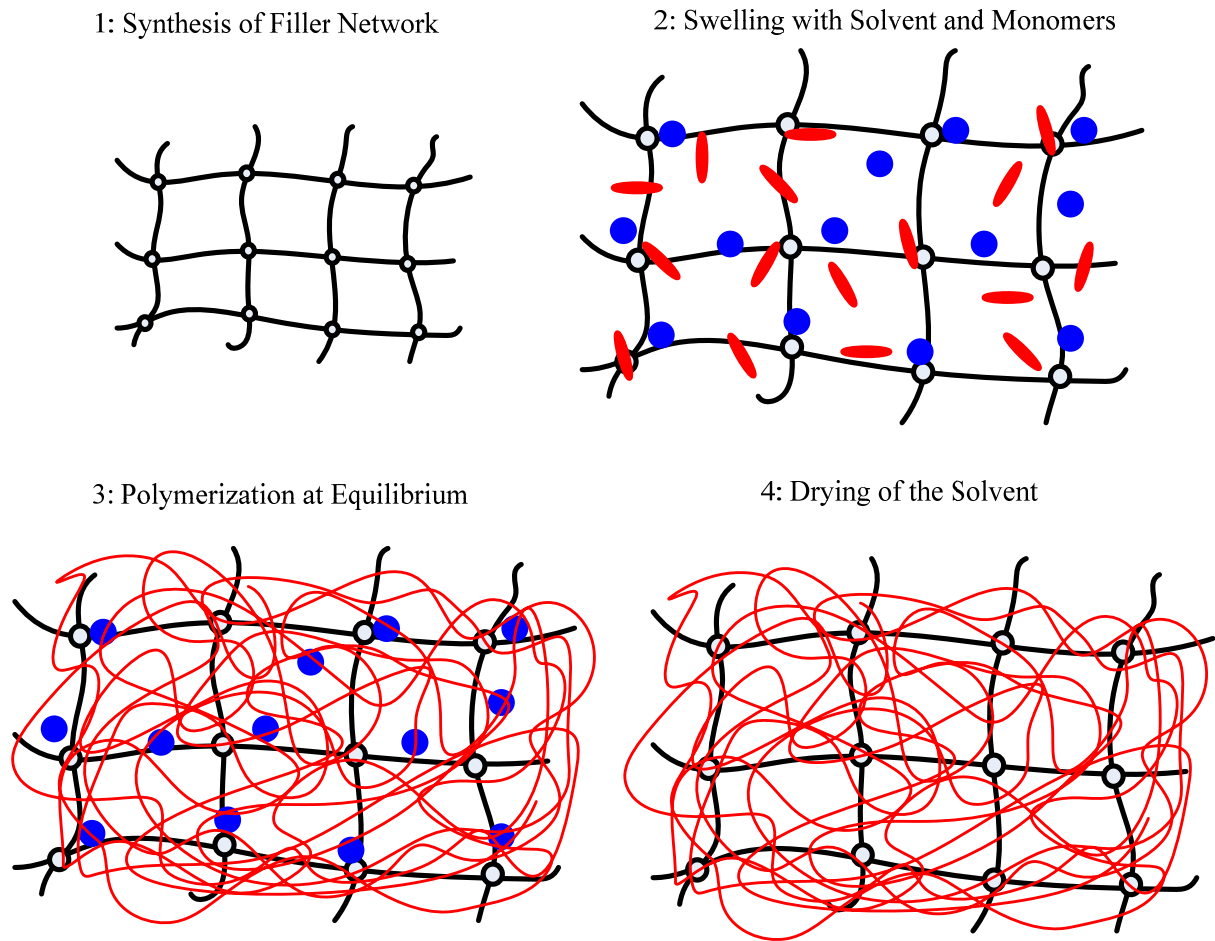 1: Synthesis of Filler Network
2: Swelling with Solvent and Monomers
3: Polymerization at Equilibrium
4: Drying of the Solvent